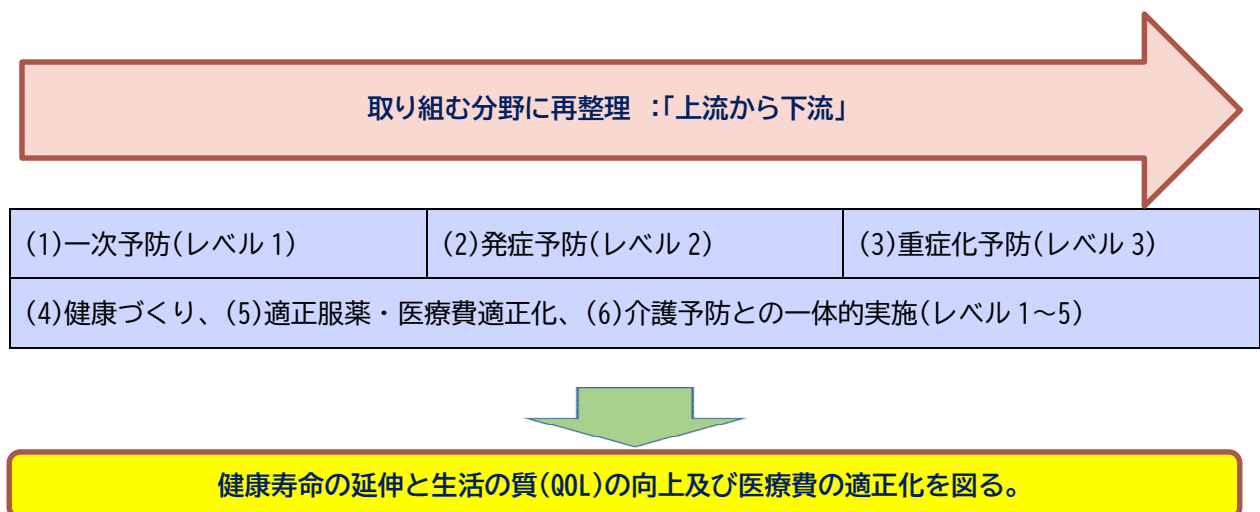 取り組む分野に再整理 :「上流から下流」
(1)一次予防(レベル 1)
(2)発症予防(レベル 2)
(3)重症化予防(レベル 3)
(4)健康づくり、(5)適正服薬・医療費適正化、(6)介護予防との一体的実施(レベル 1～5)
健康寿命の延伸と生活の質(QOL)の向上及び医療費の適正化を図る。